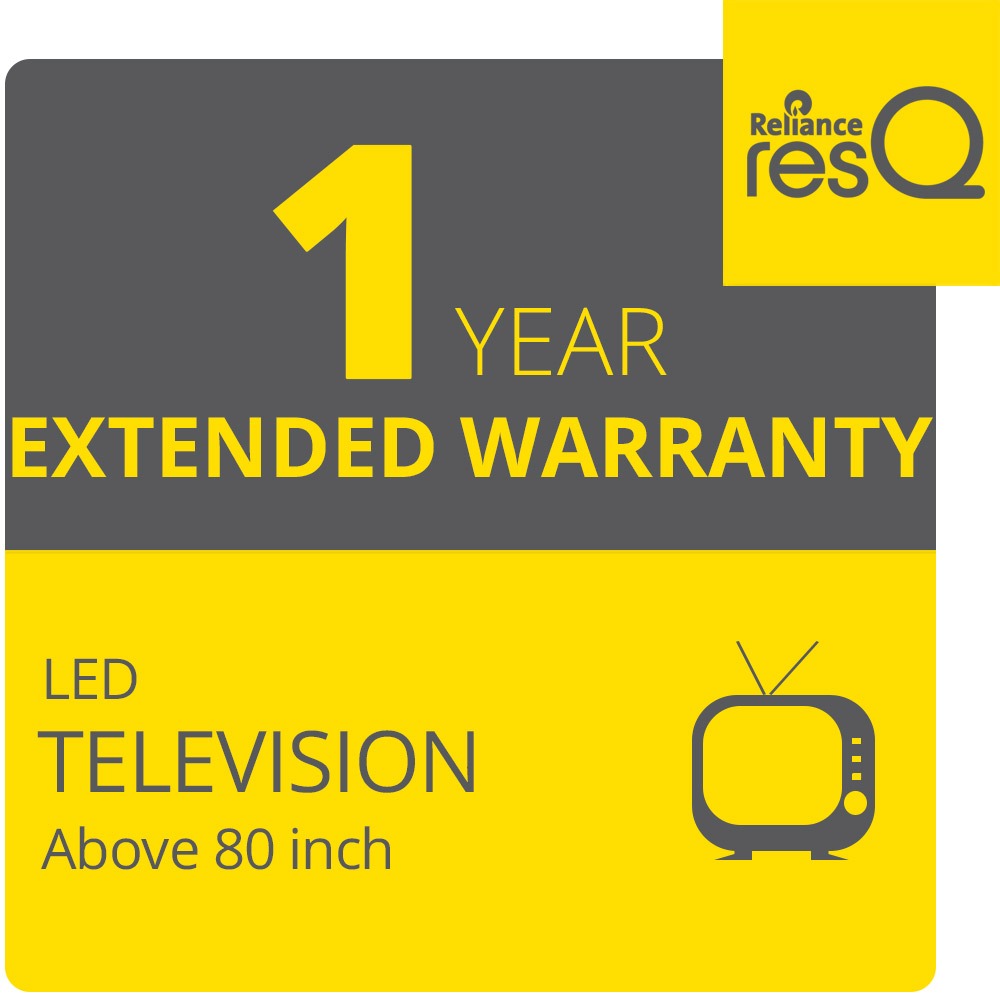 Reliance
resQ
1 YEAR
EXTENDED WARRANTY
LED
TELEVISION
Above 80 inch